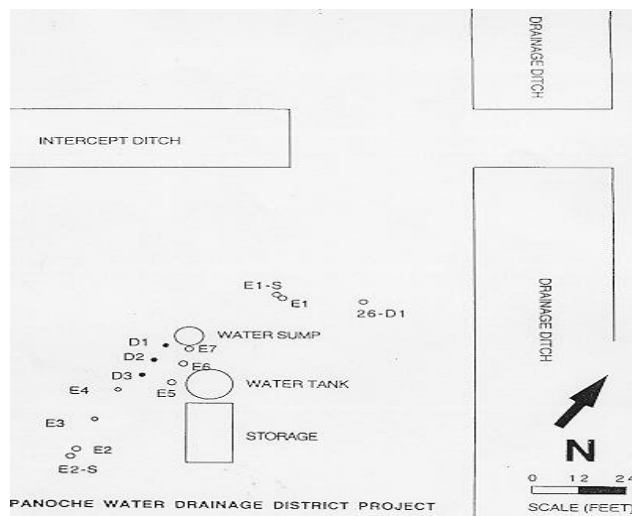 DRAINAGE DITCH
INTERCEPT DITCH
DRAINAGE DITCH
E1-S
E1
26-D1
WATER SUMP
D1
E7
D2
E6
D3
E4
E5
WATER TANK
E3
STORAGE
E2
E2-S
N
0 12 24
SCALE (FEET)
PANOCHE WATER DRAINAGE DISTRICT PROJECT